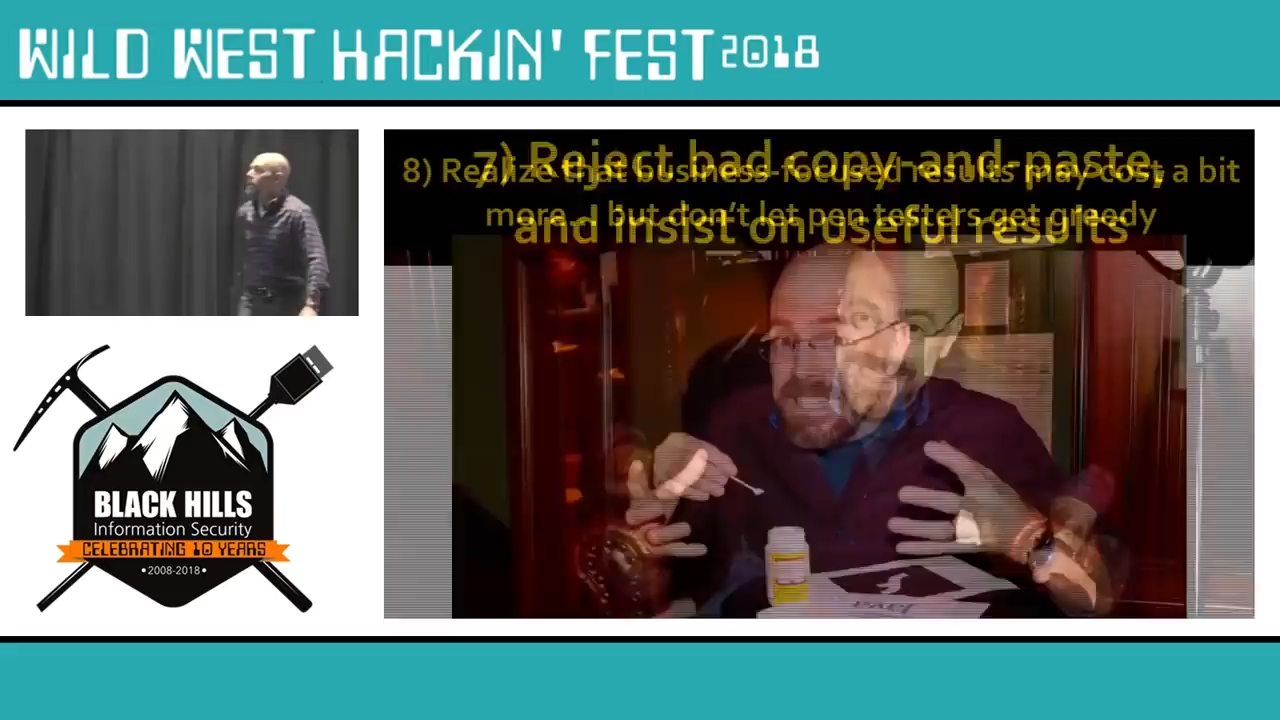 WILD WEST HACKIN' FEST 2018
7) Reject bad copy-and-paste,
and insist on useful results
8) Realize that business-focused results may cost a bit
more... but don't let pen testers get greedy
BLACK HILLS
Information Security
CELEBRATING 10 YEARS
•2008-2018•